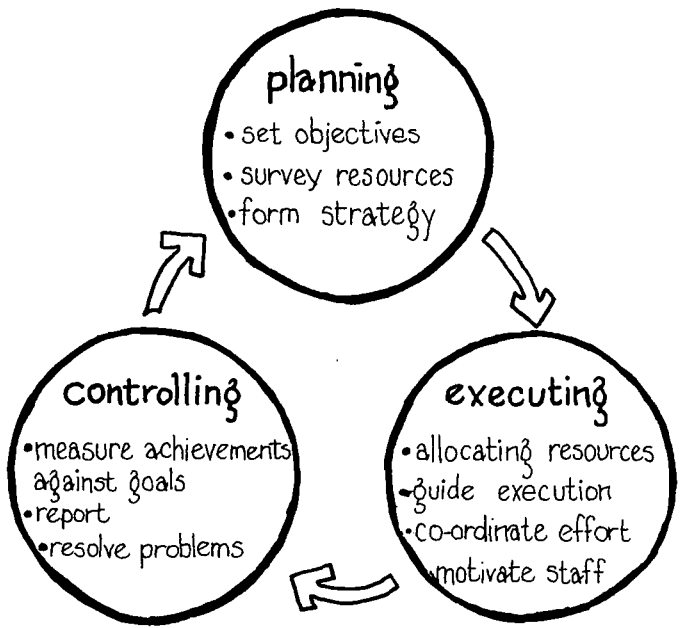 planning
• set objectives
• survey resources
• form strategy
controlling
• measure achievements
against goals
• report
• resolve problems
executing
• allocating resources
• guide execution
• co-ordinate effort
• motivate staff